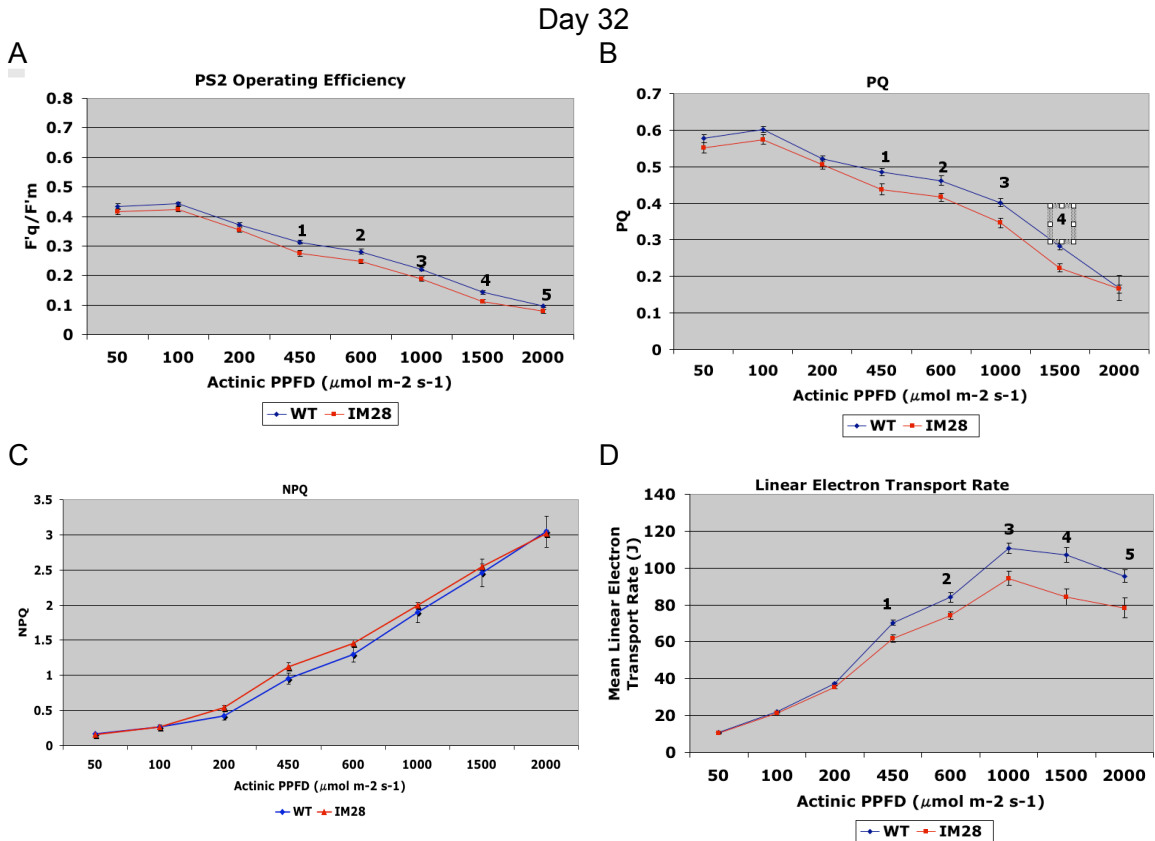 Day 32
A
PS2 Operating Efficiency
F'q/F'm
0.8
0.7
0.6
0.5
0.4
0.3
0.2
0.1
0
1
2
3
4
5
50 100 200 450 600 1000 1500 2000
Actinic PPFD (μmol m-2 s-1)
WT IM28
B
PQ
PQ
0.7
0.6
0.5
0.4
0.3
0.2
0.1
0
1
2
3
4
50 100 200 450 600 1000 1500 2000
Actinic PPFD (μmol m-2 s-1)
WT IM28
C
NPQ
NPQ
3.5
3
2.5
2
1.5
1
0.5
0
50 100 200 450 600 1000 1500 2000
Actinic PPFD (μmol m-2 s-1)
WT IM28
D
Linear Electron Transport Rate
Mean Linear Electron
Transport Rate (J)
140
120
100
80
60
40
20
0
1
2
3
4
5
50 100 200 450 600 1000 1500 2000
Actinic PPFD (μmol m-2 s-1)
WT IM28